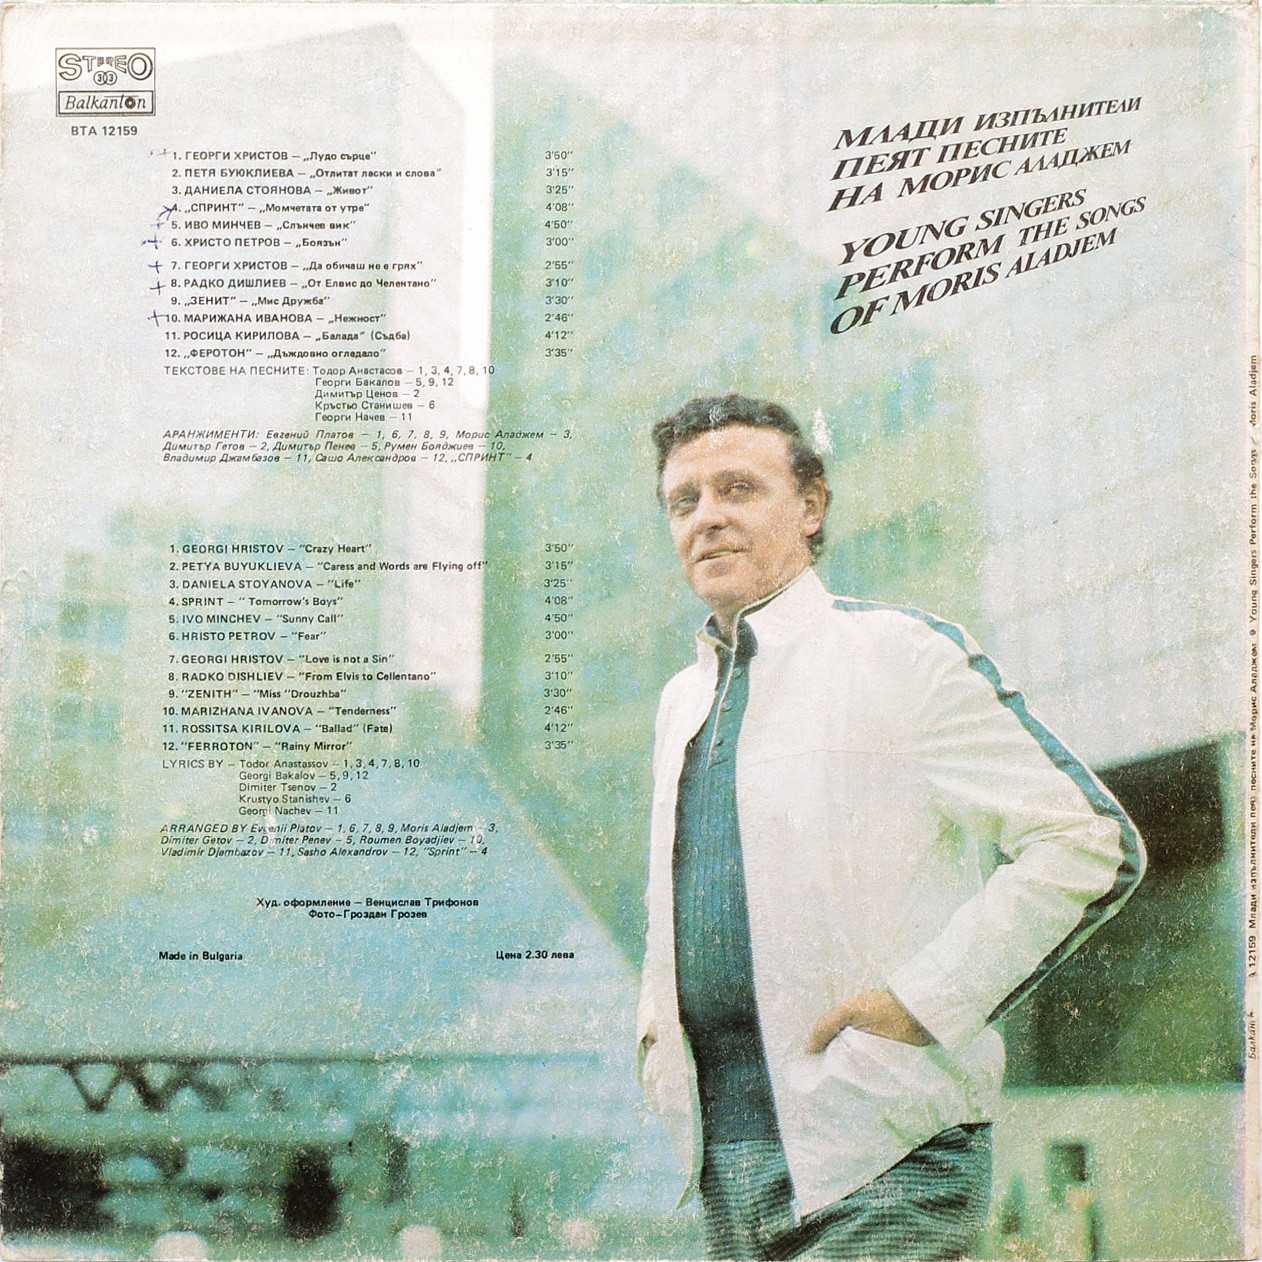 STEREO
33
Balkanton
BTA 12159
МЛАДИ ИЗПЪЛНИТЕЛИ
ПЕЯТ ПЕСНИТЕ
НА МОРИС АЛАДЖЕМ
YOUNG SINGERS
PERFORM THE SONGS
OF MORIS ALADJEM
1. ГЕОРГИ ХРИСТОВ – „Лудо сърце" 3'50"
2. ПЕТЯ БУЮКЛИЕВА – „Отлитат ласки и слова" 3'15"
3. ДАНИЕЛА СТОЯНОВА – „Живот" 3'25"
4. „СПРИНТ" – „Момчетата от утре" 4'08"
5. ИВО МИНЧЕВ – „Слънчев вик" 4'50"
6. ХРИСТО ПЕТРОВ – „Боязън" 3'00"
7. ГЕОРГИ ХРИСТОВ – „Да обичаш не е грях" 2'55"
8. РАДКО ДИШЛИЕВ – „От Елвис до Челентано" 3'10"
9. „ЗЕНИТ" – „Мис Дружба" 3'30"
10. МАРИЖАНА ИВАНОВА – „Нежност" 2'46"
11. РОСИЦА КИРИЛОВА – „Балада" (Съдба) 4'12"
12. „ФЕРОТОН" – „Дъждовно огледало" 3'35"
ТЕКСТОВЕ НА ПЕСНИТЕ: Тодор Анастасов – 1, 3, 4, 7, 8, 10
Георги Бакалов – 5, 9, 12
Димитър Ценов – 2
Кръстьо Станишев – 6
Георги Начев – 11
АРАНЖИМЕНТИ: Евгений Платов – 1, 6, 7, 8, 9, Морис Аладжем – 3,
Димитър Гетов – 2, Димитър Пенев – 5, Румен Бояджиев – 10,
Владимир Джамбазов – 11, Сашо Александров – 12, „СПРИНТ" – 4
1. GEORGI HRISTOV – "Crazy Heart" 3'50"
2. PETYA BUYUKLIEVA – "Caress and Words are Flying off" 3'15"
3. DANIELA STOYANOVA – "Life" 3'25"
4. SPRINT – " Tomorrow's Boys" 4'08"
5. IVO MINCHEV – "Sunny Call" 4'50"
6. HRISTO PETROV – "Fear" 3'00"
7. GEORGI HRISTOV – "Love is not a Sin" 2'55"
8. RADKO DISHLIEV – "From Elvis to Cellentano" 3'10"
9. "ZENITH" – "Miss "Drouzhba" 3'30"
10. MARIZHANA IVANOVA – "Tenderness" 2'46"
11. ROSSITSA KIRILOVA – "Ballad" (Fate) 4'12"
12. "FERROTON" – "Rainy Mirror" 3'35"
LYRICS BY – Todor Anastassov – 1, 3, 4, 7, 8, 10
Georgi Bakalov – 5, 9, 12
Dimiter Tsenov – 2
Krustyo Stanishev – 6
Georgi Nachev – 11
ARRANGED BY Evgenii Platov – 1, 6, 7, 8, 9, Moris Aladjem – 3,
Dimiter Getov – 2, Dimiter Penev – 5, Roumen Boyadjiev – 10,
Vladimir Djambazov – 11, Sasho Alexandrov – 12, "Sprint" – 4
Худ. оформление – Венцислав Трифонов
Фото–Гроздан Грозев
Made in Bulgaria Цена 2.30 лева
12159 Млади изпълнители пеят песните на Морис Аладжем Young Singers Perform the Songs Moris Aladjem